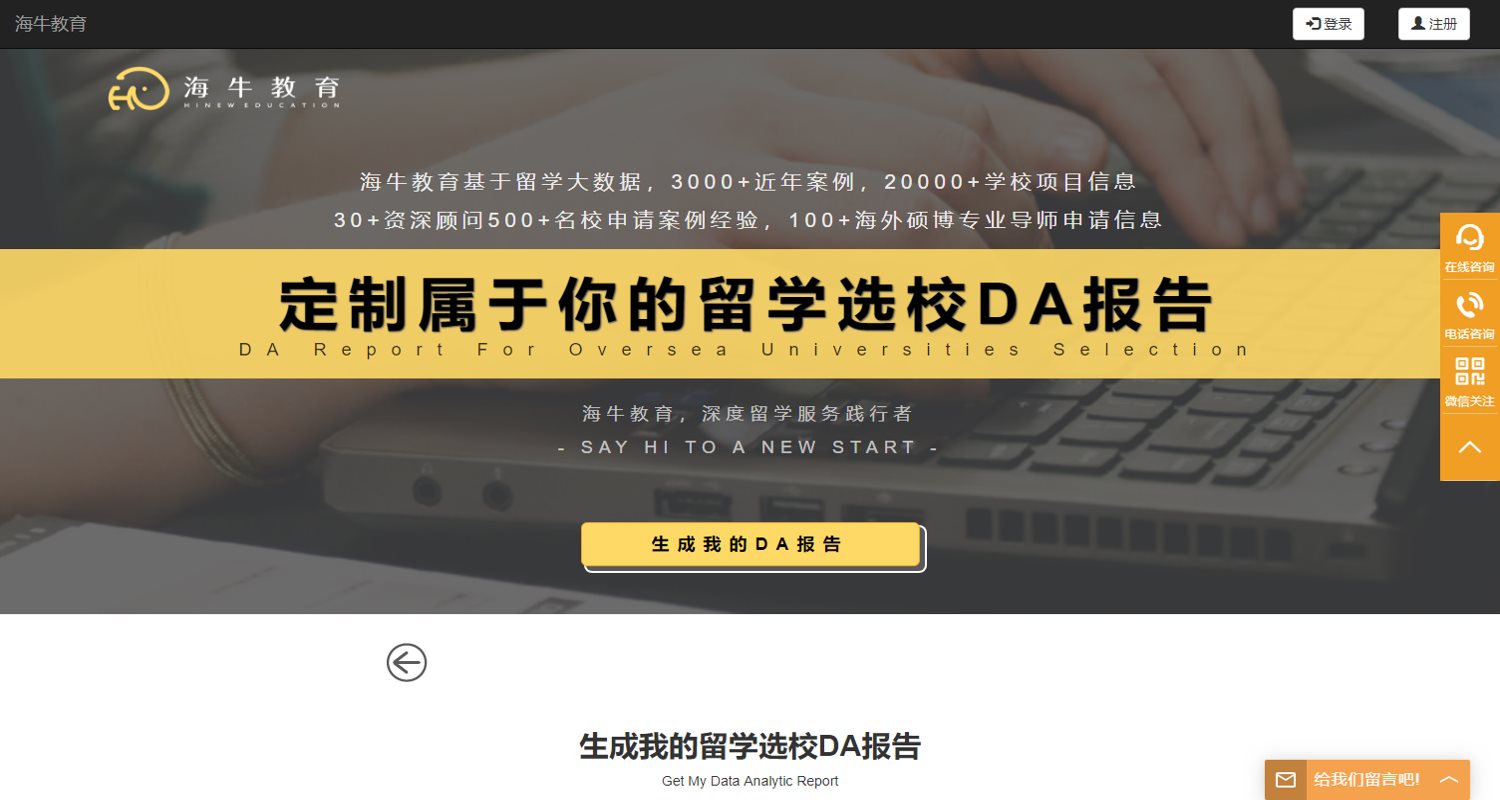 海牛教育
登录
注册
海牛教育
HINEW EDUCATION
海牛教育基于留学大数据，3000+近年案例，20000+学校项目信息
30+资深顾问500+名校申请案例经验，100+海外硕博专业导师申请信息
定制属于你的留学选校DA报告
DA Report For Oversea Universities Selection
海牛教育，深度留学服务践行者
- SAY HI TO A NEW START -
生成我的DA报告
在线咨询
电话咨询
微信关注
生成我的留学选校DA报告
Get My Data Analytic Report
给我们留言吧!